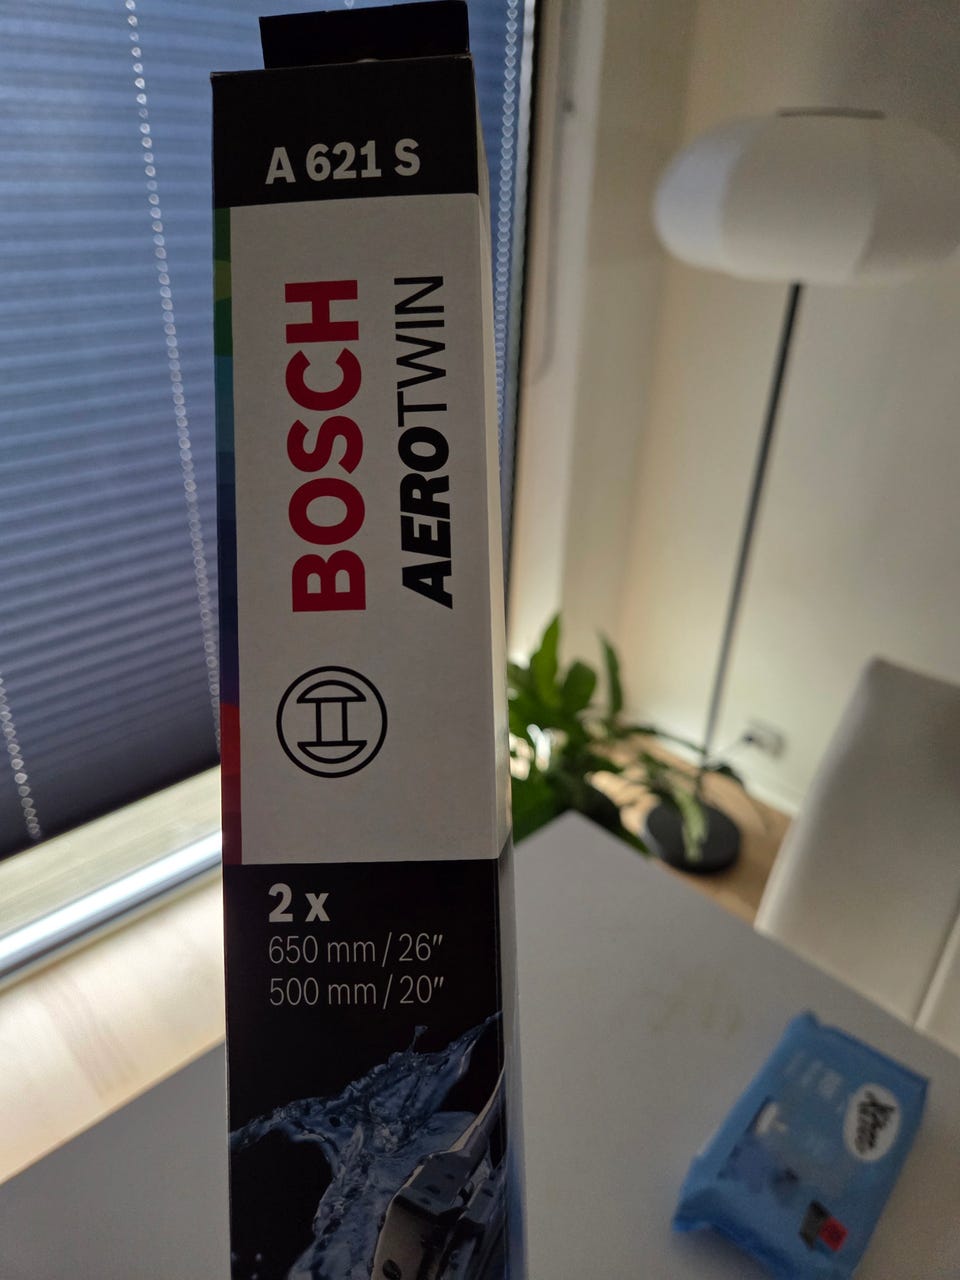 A 621 S
BOSCH
AEROTWIN
2 x
650 mm / 26″
500 mm / 20″